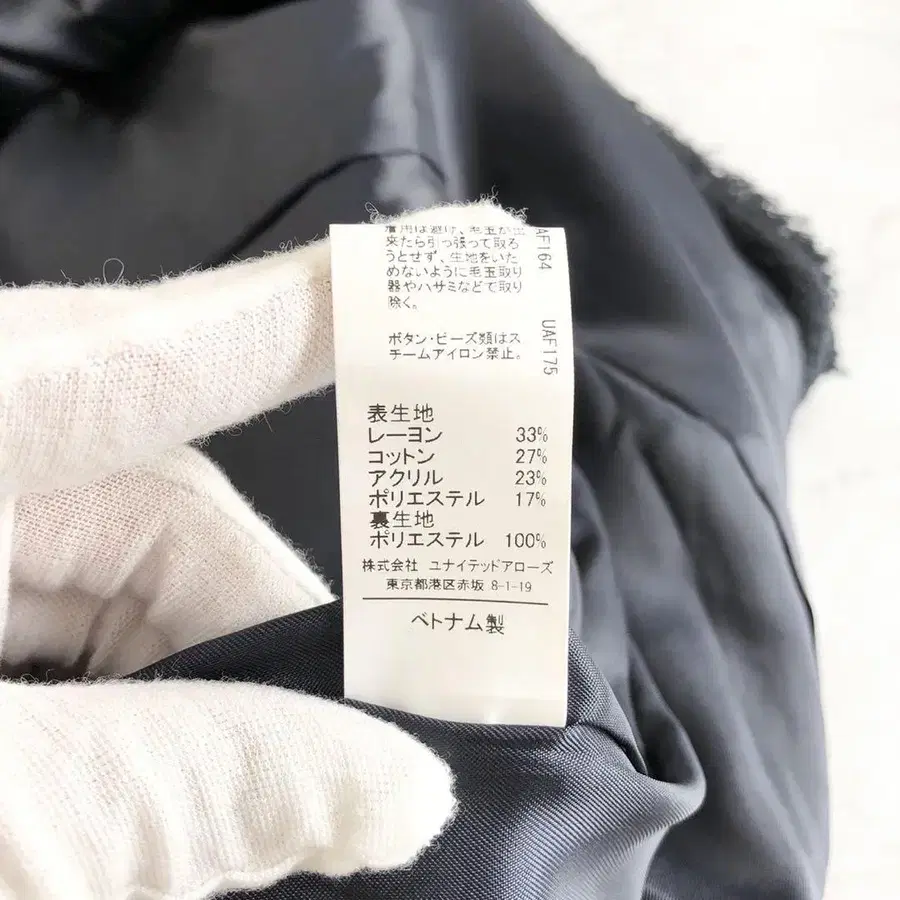 着用は避け、毛玉が出
来たら引っ張って取ろ
うとせず、生地をいた
めないように毛玉取り
器やハサミなどで取り
除く。
ボタン・ビーズ類はス
チームアイロン禁止。
AF164
UAF175
表生地
レーヨン 33%
コットン 27%
アクリル 23%
ポリエステル 17%
裏生地
ポリエステル 100%
株式会社 ユナイテッドアローズ
東京都港区赤坂 8-1-19
ベトナム製